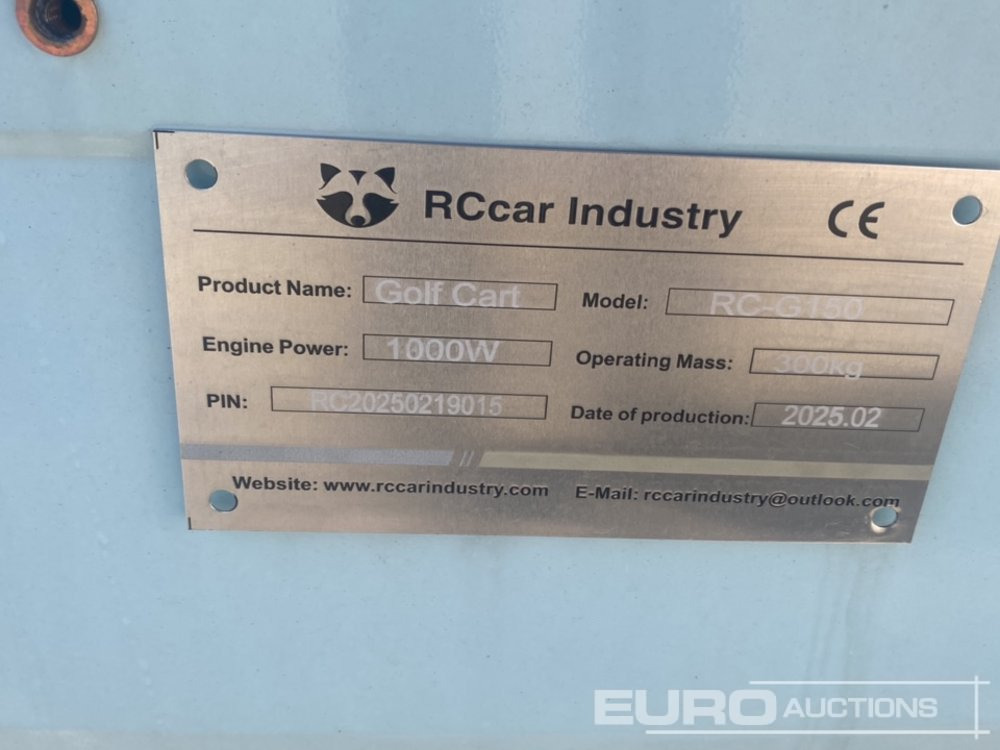 RCcar Industry CE
Product Name: Golf Cart Model: RC-G150
Engine Power: 1000W Operating Mass: 300kg
PIN: RC20250219015 Date of production: 2025.02
Website: www.rccarindustry.com E-Mail: rccarindustry@outlook.com
EURO AUCTIONS